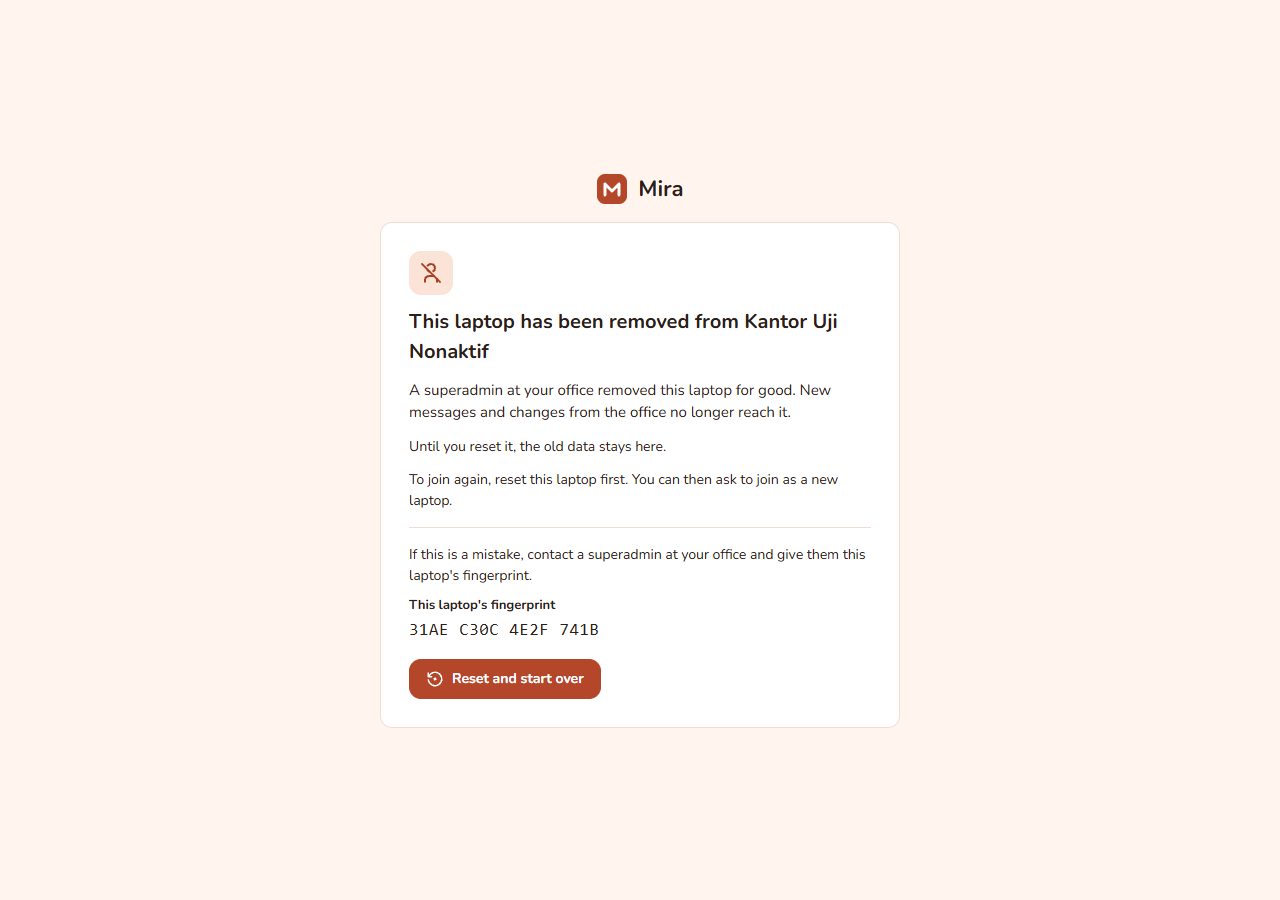 Mira
This laptop has been removed from Kantor Uji
Nonaktif
A superadmin at your office removed this laptop for good. New
messages and changes from the office no longer reach it.
Until you reset it, the old data stays here.
To join again, reset this laptop first. You can then ask to join as a new
laptop.
If this is a mistake, contact a superadmin at your office and give them this
laptop's fingerprint.
This laptop's fingerprint
31AE C30C 4E2F 741B
Reset and start over